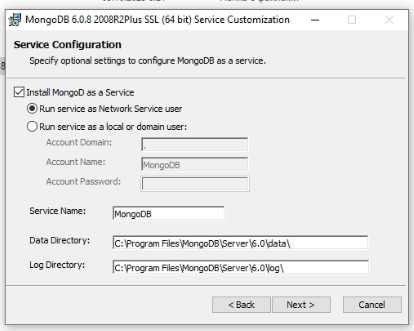 MongoDB 6.0.8 2008R2Plus SSL (64 bit) Service Customization
Service Configuration
Specify optional settings to configure MongoDB as a service.
Install MongoD as a Service
Run service as Network Service user
Run service as a local or domain user:
Account Domain:
.
Account Name:
MongoDB
Account Password:
Service Name:
MongoDB
Data Directory:
C:\Program Files\MongoDB\Server\6.0\data\
Log Directory:
C:\Program Files\MongoDB\Server\6.0\log\
< Back
Next >
Cancel